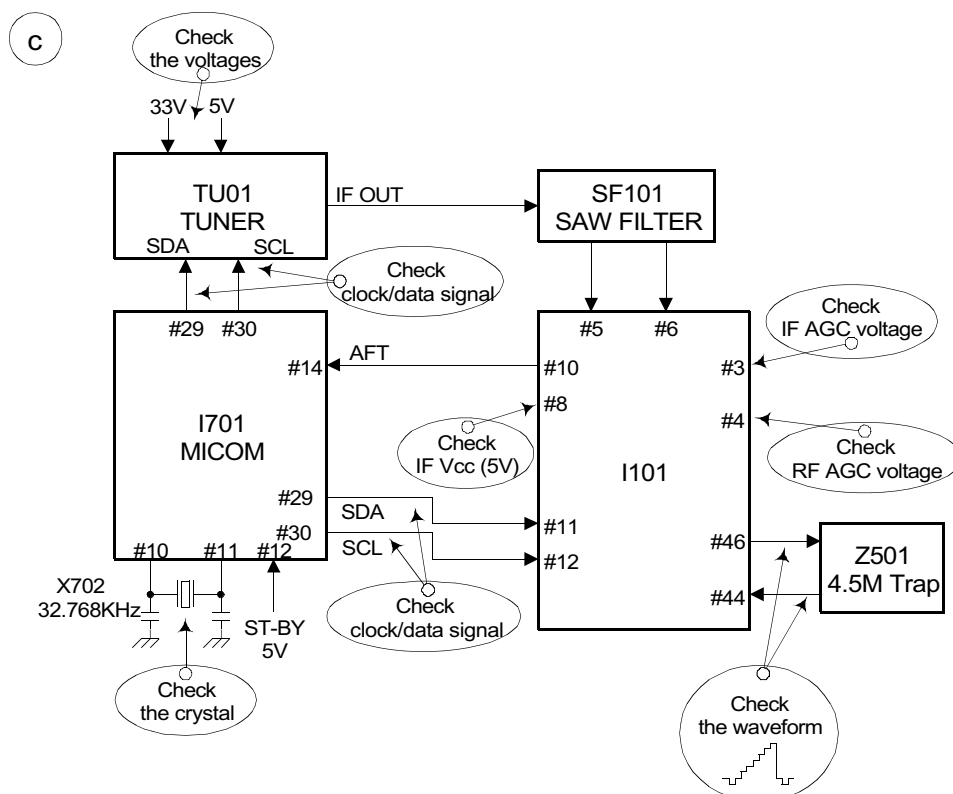 c
Check
the voltages
33V
5V
TU01
TUNER
SDA
SCL
IF OUT
SF101
SAW FILTER
Check
clock/data signal
#29
#30
#14
AFT
I701
MICOM
#29
#30
#10
#11
#12
SDA
SCL
#5
#6
#10
#8
#3
#4
I101
#11
#12
#46
#44
Check
IF AGC voltage
Check
IF Vcc (5V)
Check
RF AGC voltage
Z501
4.5M Trap
X702
32.768KHz
ST-BY
5V
Check
clock/data signal
Check
the crystal
Check
the waveform